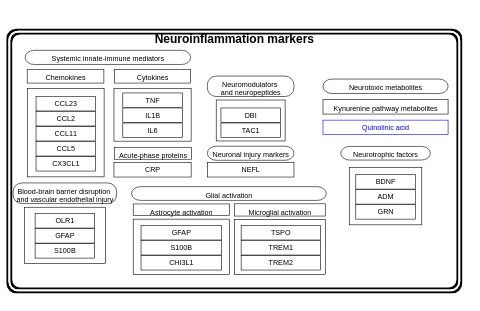 Neuroinflammation markers
Systemic innate-immune mediators
Chemokines
CCL23
CCL2
CCL11
CCL5
CX3CL1
Cytokines
TNF
IL1B
IL6
Acute-phase proteins
CRP
Neuromodulators
and neuropeptides
DBI
TAC1
Neuronal injury markers
NEFL
Neurotoxic metabolites
Kynurenine pathway metabolites
Quinolinic acid
Neurotrophic factors
BDNF
ADM
GRN
Blood-brain barrier disruption
and vascular endothelial injury
OLR1
GFAP
S100B
Glial activation
Astrocyte activation
GFAP
S100B
CHI3L1
Microglial activation
TSPO
TREM1
TREM2